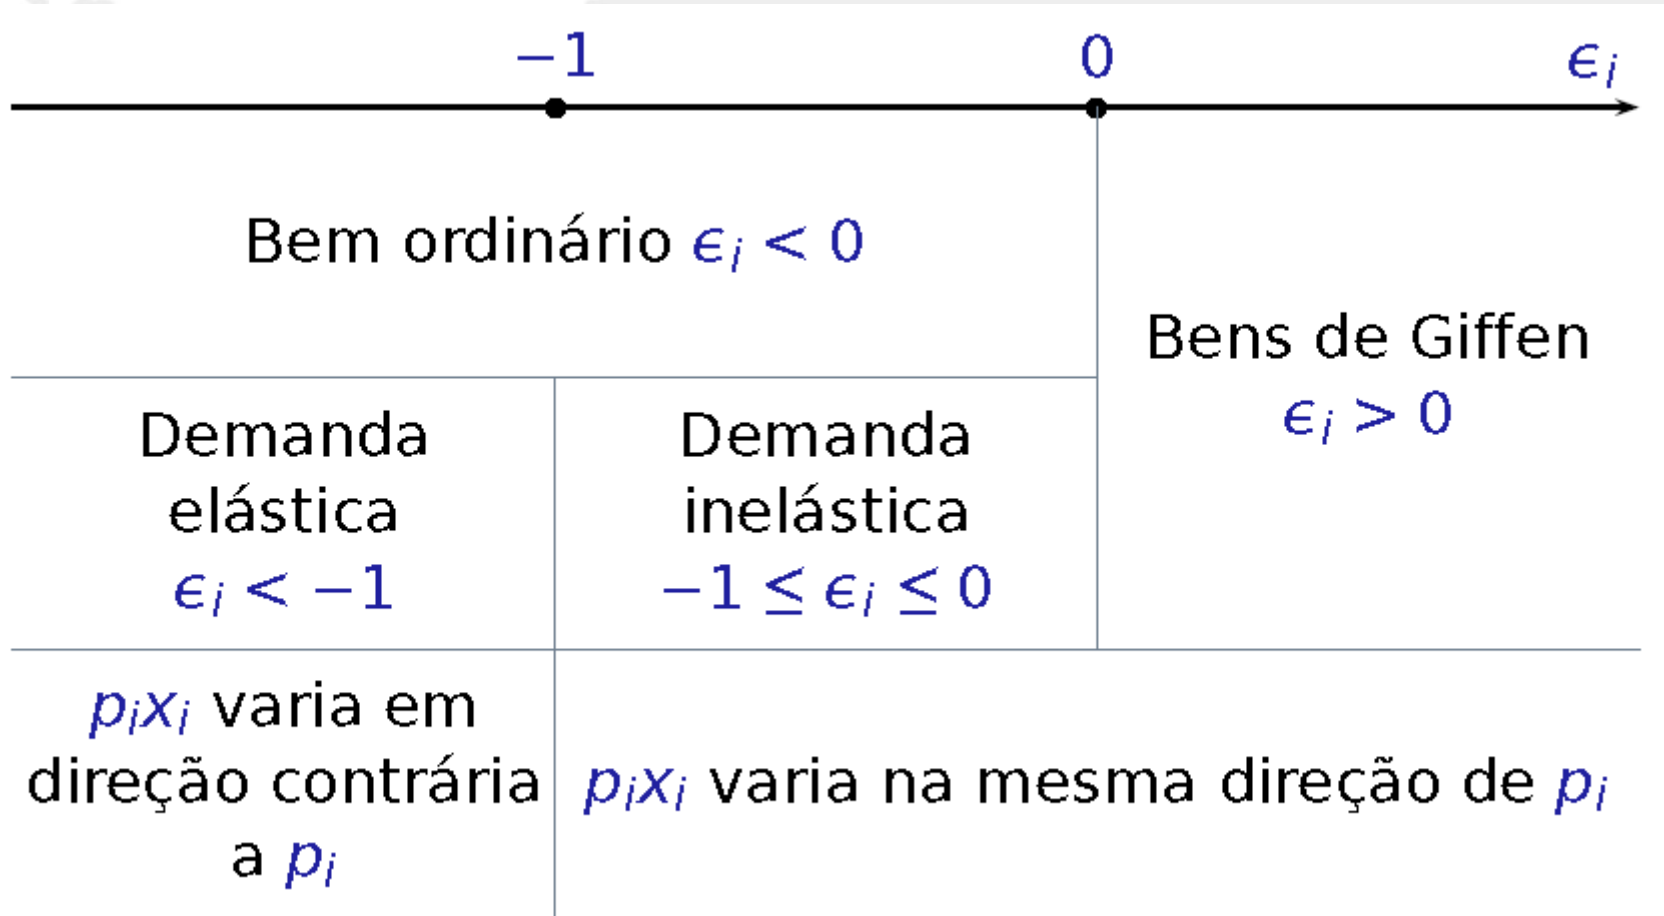 −1 0 ϵi
Bem ordinário ϵi < 0
Bens de Giffen
ϵi > 0
Demanda
elástica
ϵi < −1
Demanda
inelástica
−1 ≤ ϵi ≤ 0
pixi varia em
direção contrária
a pi
pixi varia na mesma direção de pi